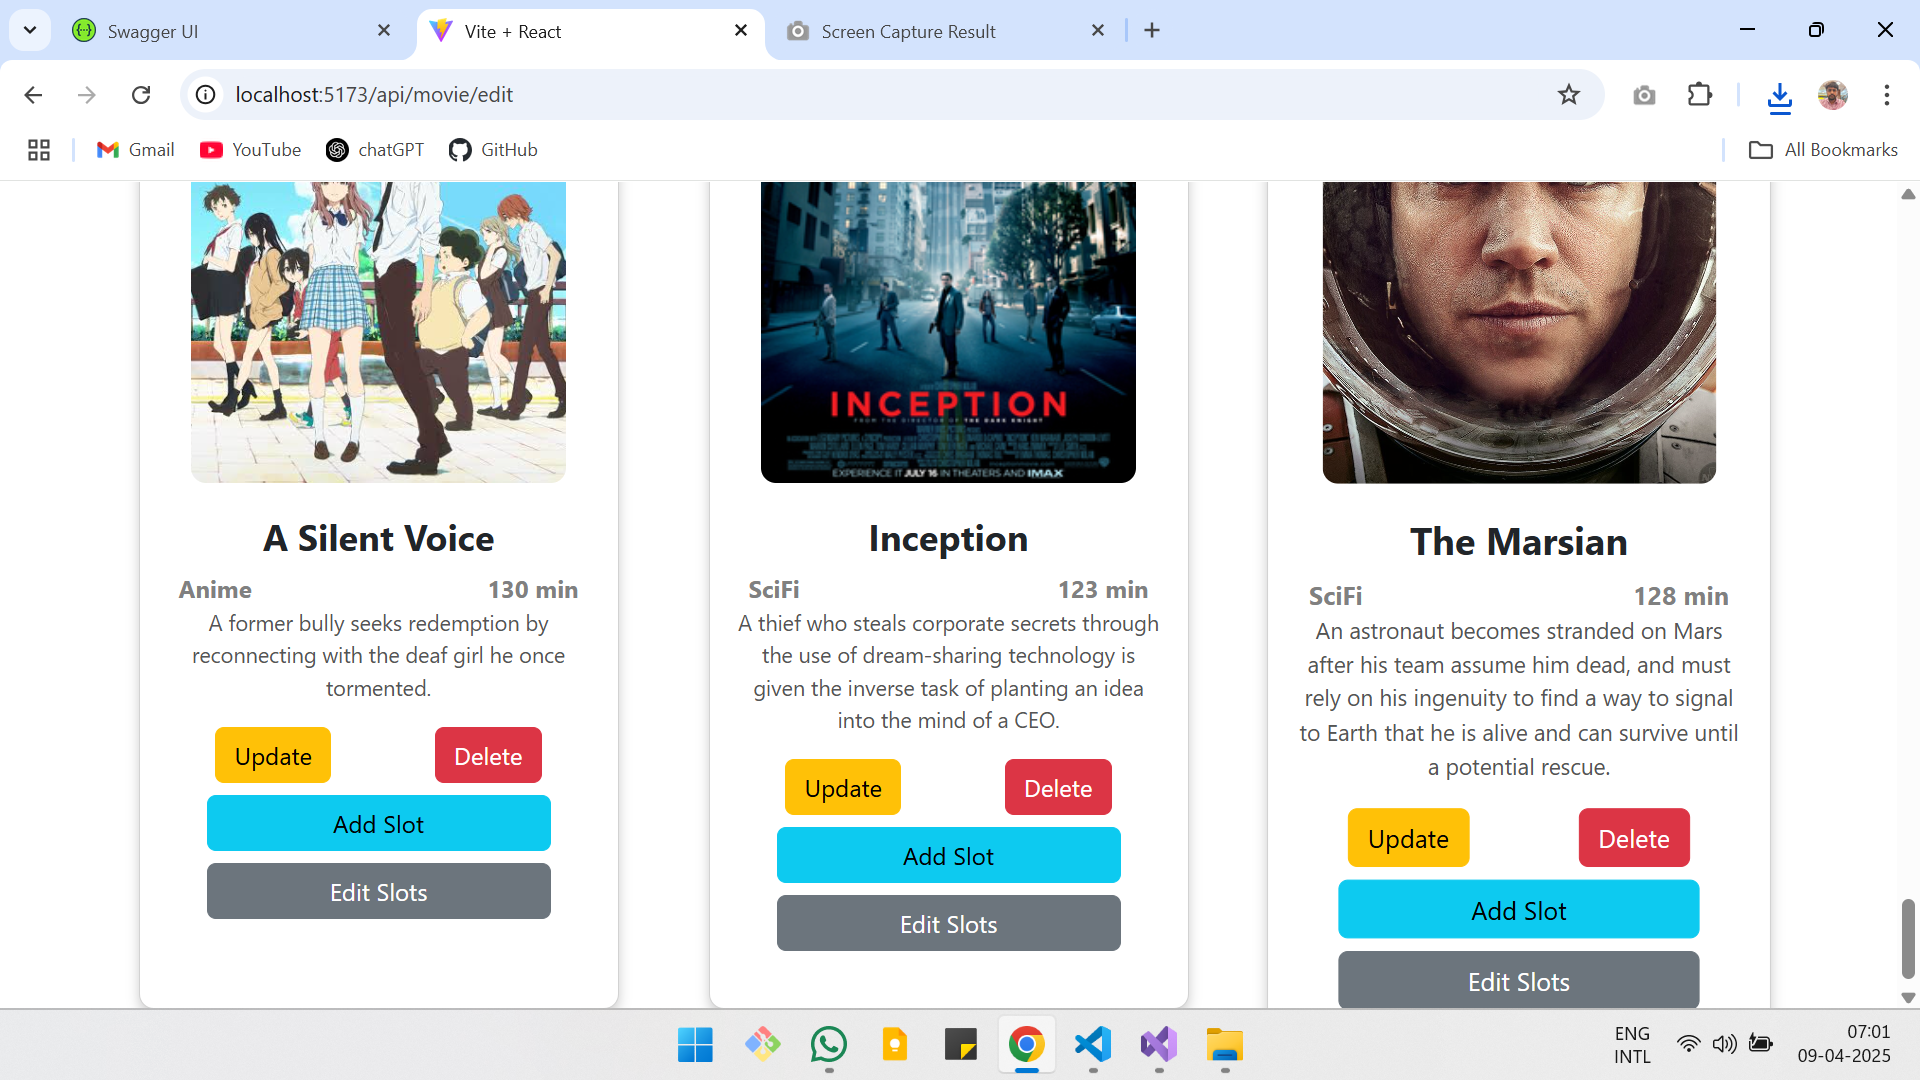 Swagger UI
Vite + React
Screen Capture Result
localhost:5173/api/movie/edit
Gmail
YouTube
chatGPT
GitHub
All Bookmarks
INCEPTION
FROM THE DIRECTOR OF THE DARK KNIGHT
EXPERIENCE IT JULY 16 IN THEATERS AND IMAX
A Silent Voice
Anime 130 min
A former bully seeks redemption by
reconnecting with the deaf girl he once
tormented.
Update Delete
Add Slot
Edit Slots
Inception
SciFi 123 min
A thief who steals corporate secrets through
the use of dream-sharing technology is
given the inverse task of planting an idea
into the mind of a CEO.
Update Delete
Add Slot
Edit Slots
The Marsian
SciFi 128 min
An astronaut becomes stranded on Mars
after his team assume him dead, and must
rely on his ingenuity to find a way to signal
to Earth that he is alive and can survive until
a potential rescue.
Update Delete
Add Slot
Edit Slots
ENG
INTL
07:01
09-04-2025